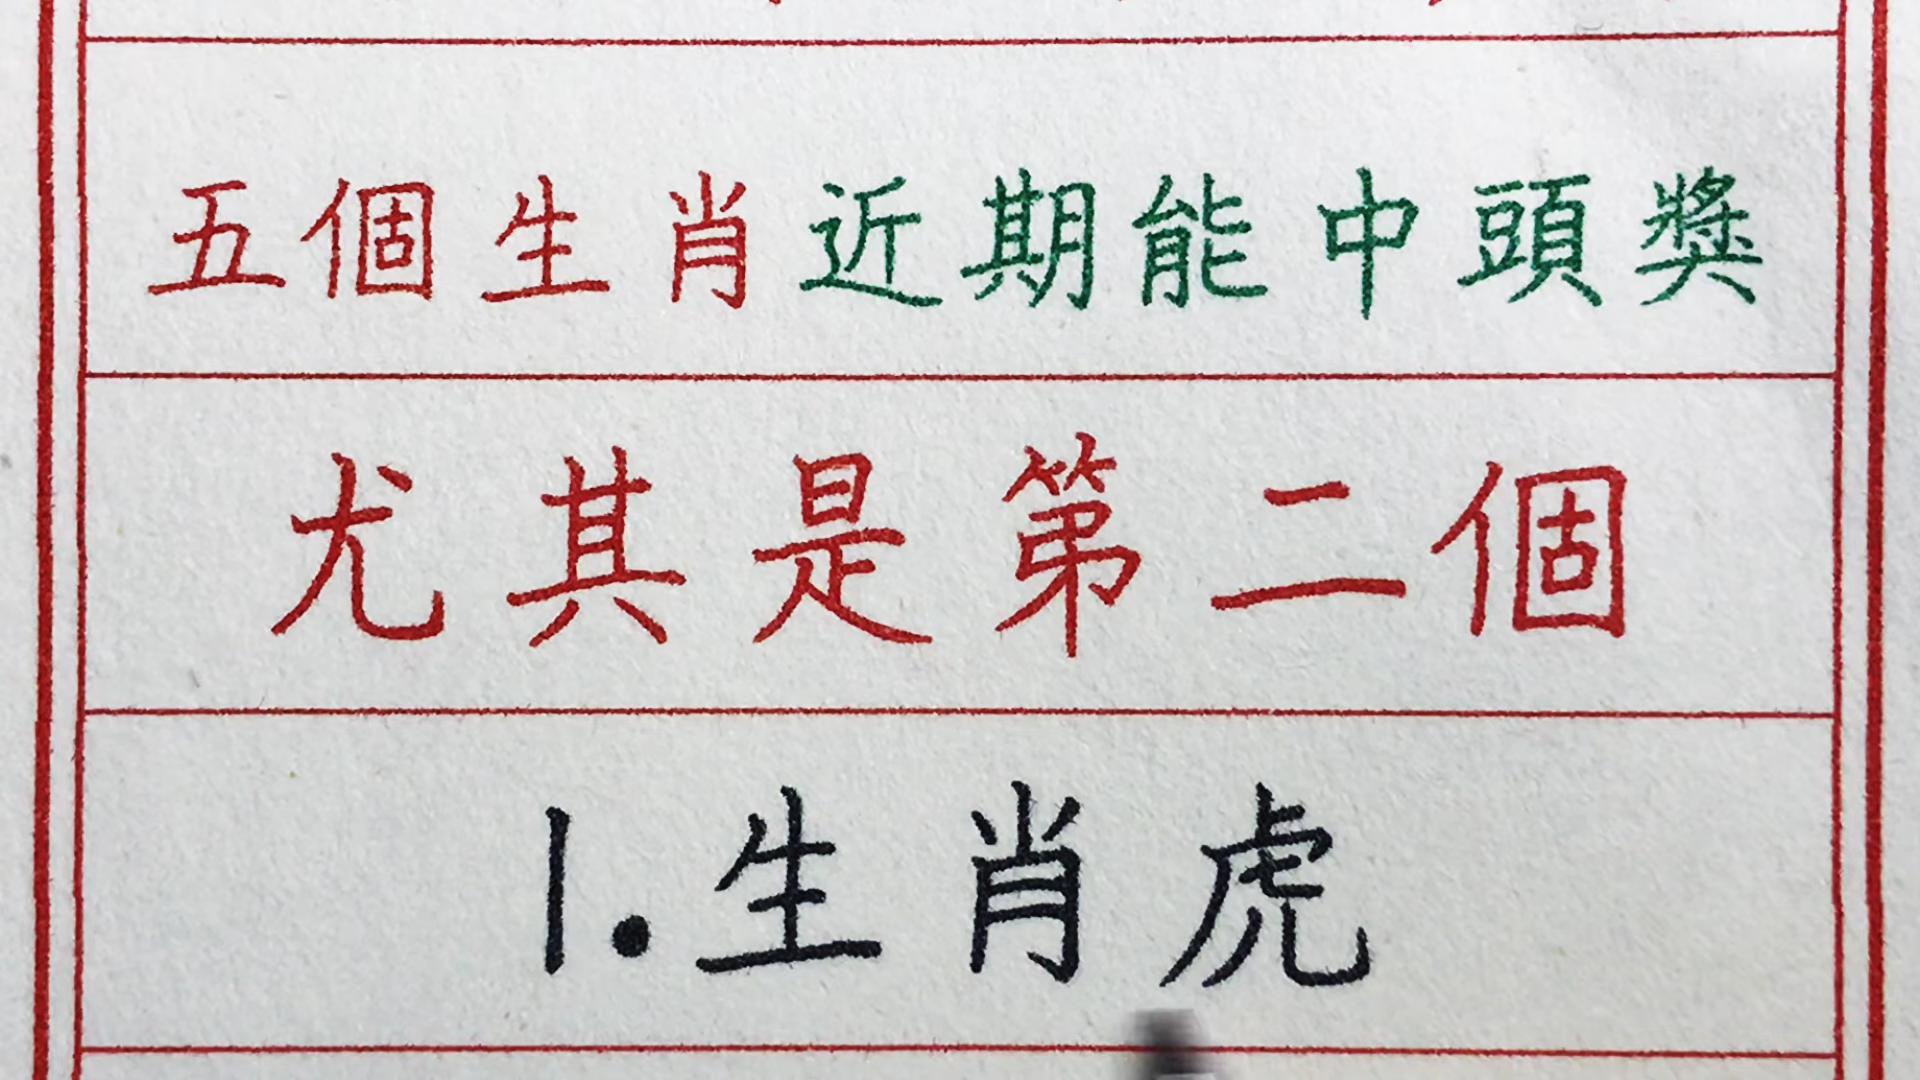 五個生肖近期能中頭獎
尤其是第二個
1.生肖虎